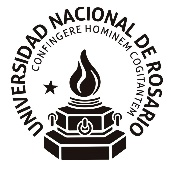 UNIVERSIDAD NACIONAL DE ROSARIO
CONFINGERE HOMINEM COGITANTEM